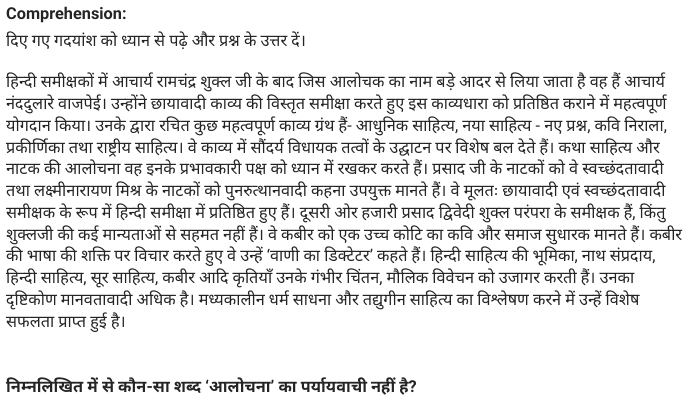 Comprehension:
दिए गए गदयांश को ध्यान से पढ़े और प्रश्न के उत्तर दें।
हिन्दी समीक्षकों में आचार्य रामचंद्र शुक्ल जी के बाद जिस आलोचक का नाम बड़े आदर से लिया जाता है वह हैं आचार्य
नंददुलारे वाजपेई। उन्होंने छायावादी काव्य की विस्तृत समीक्षा करते हुए इस काव्यधारा को प्रतिष्ठित कराने में महत्वपूर्ण
योगदान किया। उनके द्वारा रचित कुछ महत्वपूर्ण काव्य ग्रंथ हैं- आधुनिक साहित्य, नया साहित्य - नए प्रश्न, कवि निराला,
प्रकीर्णिका तथा राष्ट्रीय साहित्य। वे काव्य में सौंदर्य विधायक तत्वों के उद्घाटन पर विशेष बल देते हैं। कथा साहित्य और
नाटक की आलोचना वह इनके प्रभावकारी पक्ष को ध्यान में रखकर करते हैं। प्रसाद जी के नाटकों को वे स्वच्छंदतावादी
तथा लक्ष्मीनारायण मिश्र के नाटकों को पुनरुत्थानवादी कहना उपयुक्त मानते हैं। वे मूलतः छायावादी एवं स्वच्छंदतावादी
समीक्षक के रूप में हिन्दी समीक्षा में प्रतिष्ठित हुए हैं। दूसरी ओर हजारी प्रसाद द्विवेदी शुक्ल परंपरा के समीक्षक हैं, किंतु
शुक्लजी की कई मान्यताओं से सहमत नहीं हैं। वे कबीर को एक उच्च कोटि का कवि और समाज सुधारक मानते हैं। कबीर
की भाषा की शक्ति पर विचार करते हुए वे उन्हें ‘वाणी का डिक्टेटर’ कहते हैं। हिन्दी साहित्य की भूमिका, नाथ संप्रदाय,
हिन्दी साहित्य, सूर साहित्य, कबीर आदि कृतियाँ उनके गंभीर चिंतन, मौलिक विवेचन को उजागर करती हैं। उनका
दृष्टिकोण मानवतावादी अधिक है। मध्यकालीन धर्म साधना और तद्युगीन साहित्य का विश्लेषण करने में उन्हें विशेष
सफलता प्राप्त हुई है।
निम्नलिखित में से कौन-सा शब्द ‘आलोचना’ का पर्यायवाची नहीं है?